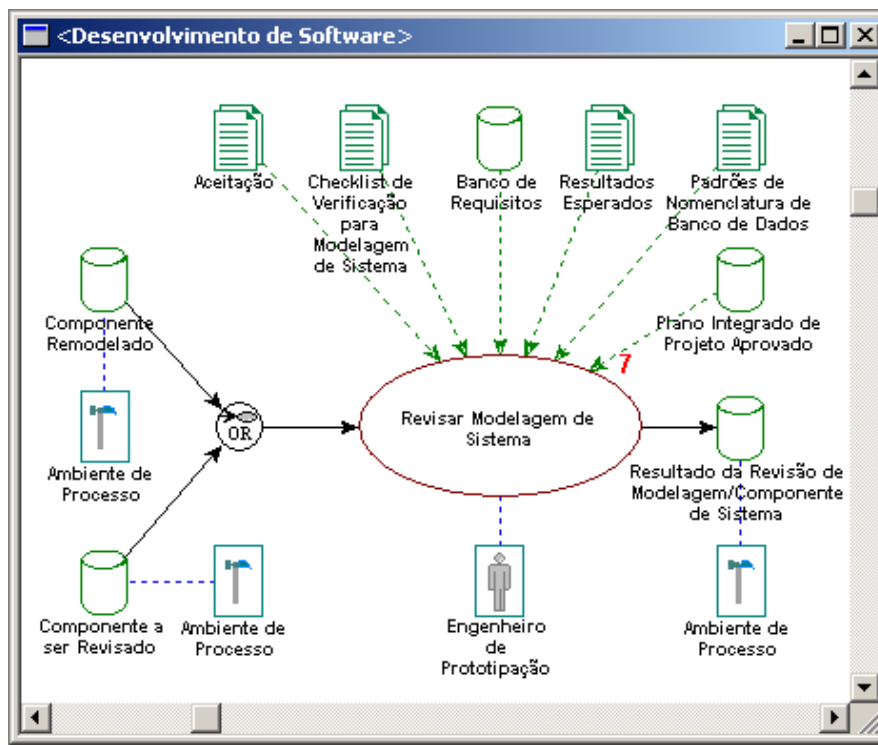 <Desenvolvimento de Software>
Aceitação
Checklist de
Verificação
para
Modelagem
de Sistema
Banco de
Requisitos
Resultados
Esperados
Padrões de
Nomenclatura de
Banco de Dados
Componente
Remodelado
Plano Integrado de
Projeto Aprovado
7
Ambiente de
Processo
OR
Revisar Modelagem de
Sistema
Resultado da Revisão de
Modelagem/Componente
de Sistema
Componente a
ser Revisado
Ambiente de
Processo
Engenheiro
de
Prototipação
Ambiente de
Processo